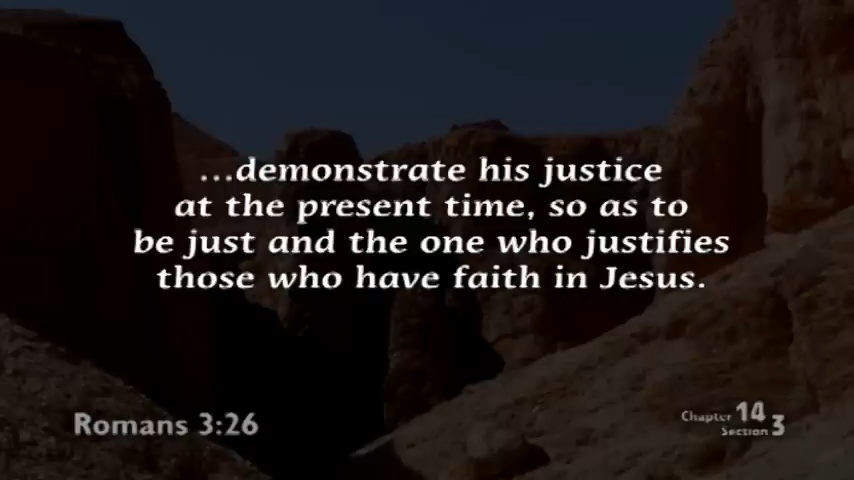 ...demonstrate his justice
at the present time, so as to
be just and the one who justifies
those who have faith in Jesus.
Romans 3:26
Chapter 14
Section 3